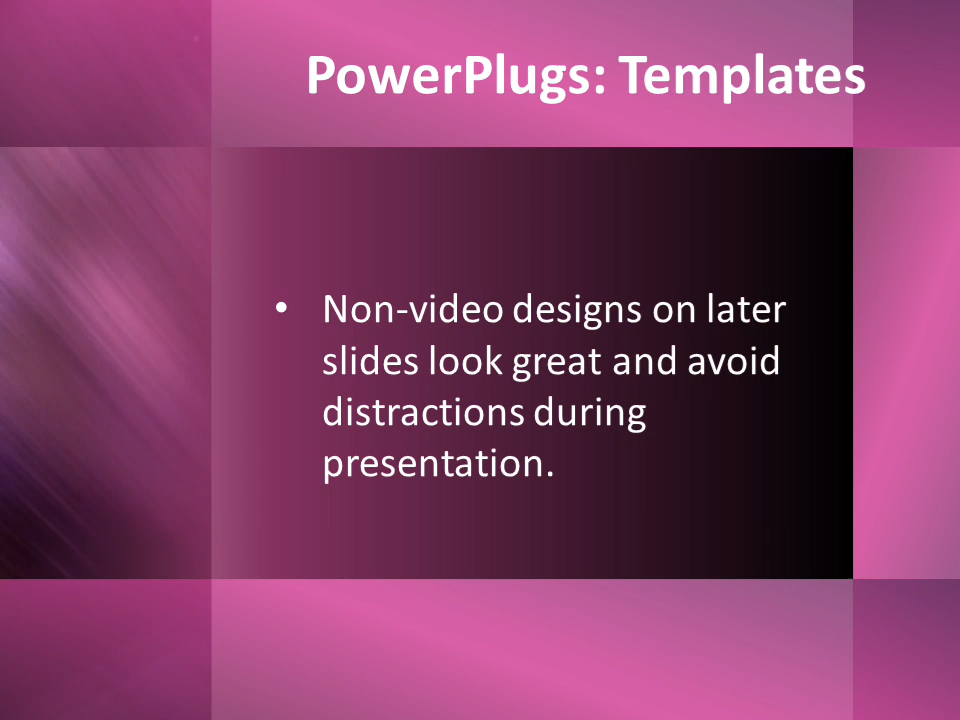 PowerPlugs: Templates
• Non-video designs on later
slides look great and avoid
distractions during
presentation.